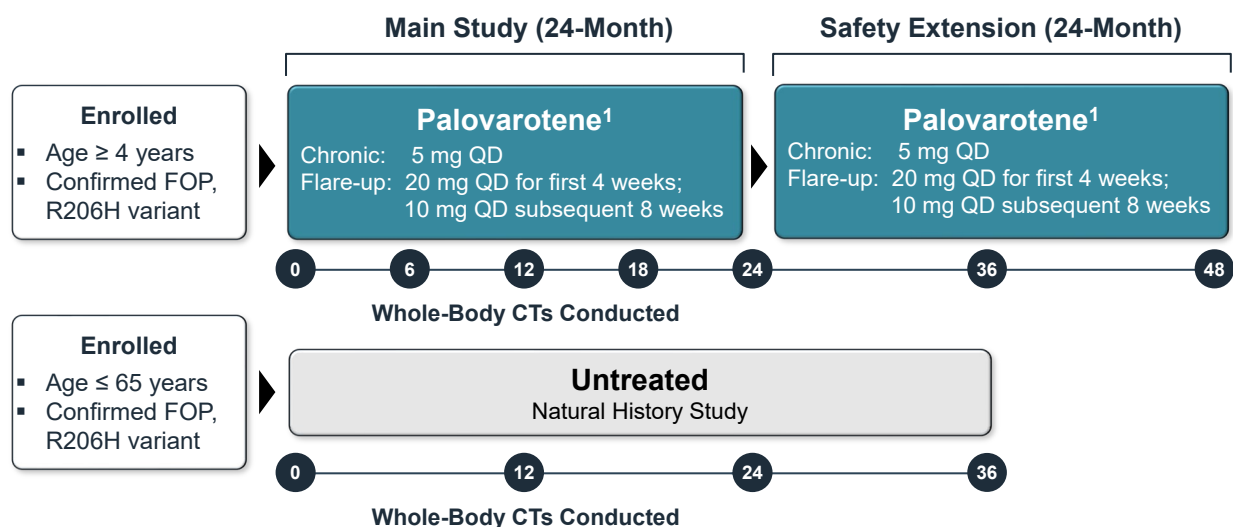 Main Study (24-Month)
Safety Extension (24-Month)
Enrolled
▪ Age ≥ 4 years
▪ Confirmed FOP,
R206H variant
Palovarotene¹
Chronic: 5 mg QD
Flare-up: 20 mg QD for first 4 weeks;
10 mg QD subsequent 8 weeks
Palovarotene¹
Chronic: 5 mg QD
Flare-up: 20 mg QD for first 4 weeks;
10 mg QD subsequent 8 weeks
0 6 12 18 24 36 48
Whole-Body CTs Conducted
Enrolled
▪ Age ≤ 65 years
▪ Confirmed FOP,
R206H variant
Untreated
Natural History Study
0 12 24 36
Whole-Body CTs Conducted